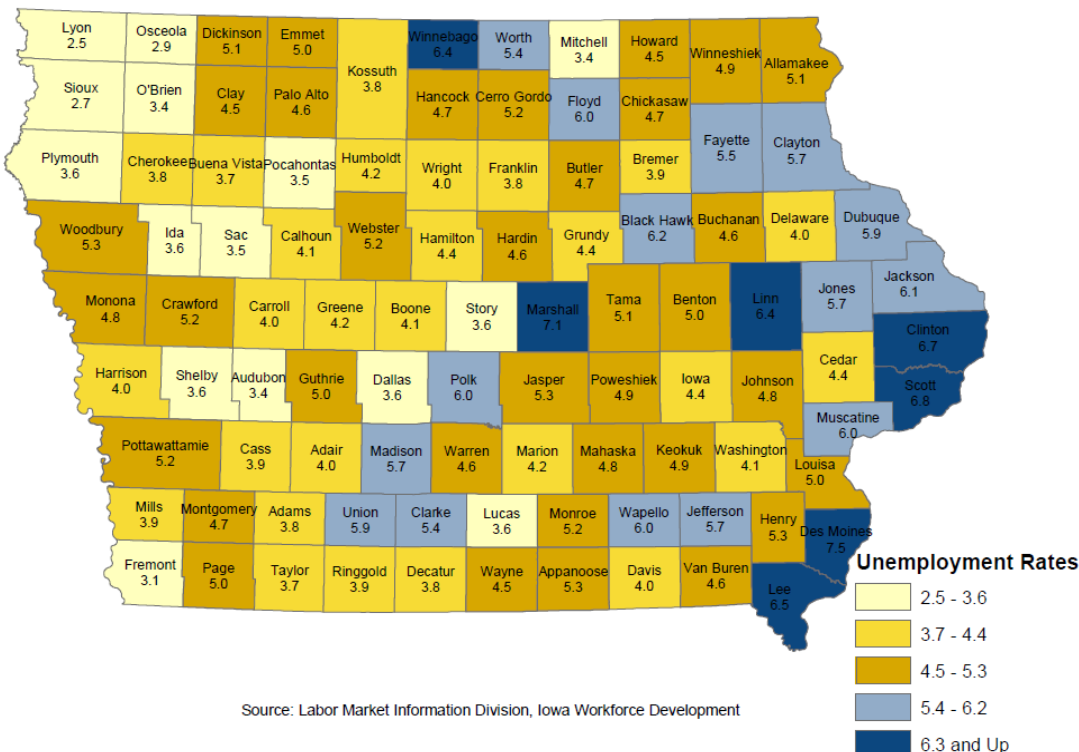 Lyon
2.5
Osceola
2.9
Dickinson
5.1
Emmet
5.0
Kossuth
3.8
Winnebago
6.4
Worth
5.4
Mitchell
3.4
Howard
4.5
Winneshiek
4.9
Allamakee
5.1
Sioux
2.7
O'Brien
3.4
Clay
4.5
Palo Alto
4.6
Hancock
4.7
Cerro Gordo
5.2
Floyd
6.0
Chickasaw
4.7
Fayette
5.5
Clayton
5.7
Plymouth
3.6
Cherokee
3.8
Buena Vista
3.7
Pocahontas
3.5
Humboldt
4.2
Wright
4.0
Franklin
3.8
Butler
4.7
Bremer
3.9
Woodbury
5.3
Ida
3.6
Sac
3.5
Calhoun
4.1
Webster
5.2
Hamilton
4.4
Hardin
4.6
Grundy
4.4
Black Hawk
6.2
Buchanan
4.6
Delaware
4.0
Dubuque
5.9
Monona
4.8
Crawford
5.2
Carroll
4.0
Greene
4.2
Boone
4.1
Story
3.6
Marshall
7.1
Tama
5.1
Benton
5.0
Linn
6.4
Jones
5.7
Jackson
6.1
Clinton
6.7
Harrison
4.0
Shelby
3.6
Audubon
3.4
Guthrie
5.0
Dallas
3.6
Polk
6.0
Jasper
5.3
Poweshiek
4.9
Iowa
4.4
Johnson
4.8
Cedar
4.4
Scott
6.8
Muscatine
6.0
Pottawattamie
5.2
Cass
3.9
Adair
4.0
Madison
5.7
Warren
4.6
Marion
4.2
Mahaska
4.8
Keokuk
4.9
Washington
4.1
Louisa
5.0
Mills
3.9
Montgomery
4.7
Adams
3.8
Union
5.9
Clarke
5.4
Lucas
3.6
Monroe
5.2
Wapello
6.0
Jefferson
5.7
Henry
5.3
Des Moines
7.5
Fremont
3.1
Page
5.0
Taylor
3.7
Ringgold
3.9
Decatur
3.8
Wayne
4.5
Appanoose
5.3
Davis
4.0
Van Buren
4.6
Lee
6.5
Unemployment Rates
2.5 - 3.6
3.7 - 4.4
4.5 - 5.3
5.4 - 6.2
6.3 and Up
Source: Labor Market Information Division, Iowa Workforce Development